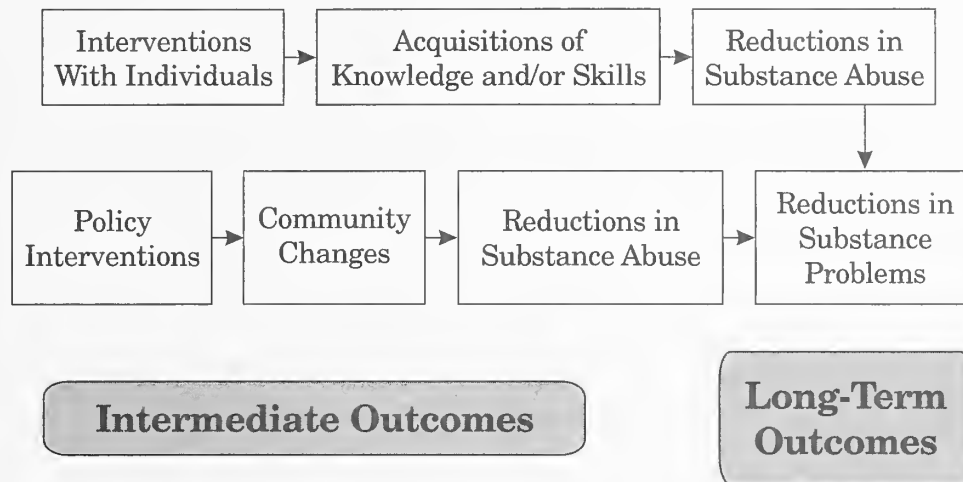 Interventions
With Individuals
Acquisitions of
Knowledge and/or Skills
Reductions in
Substance Abuse
Policy
Interventions
Community
Changes
Reductions in
Substance Abuse
Reductions in
Substance
Problems
Intermediate Outcomes
Long-Term
Outcomes